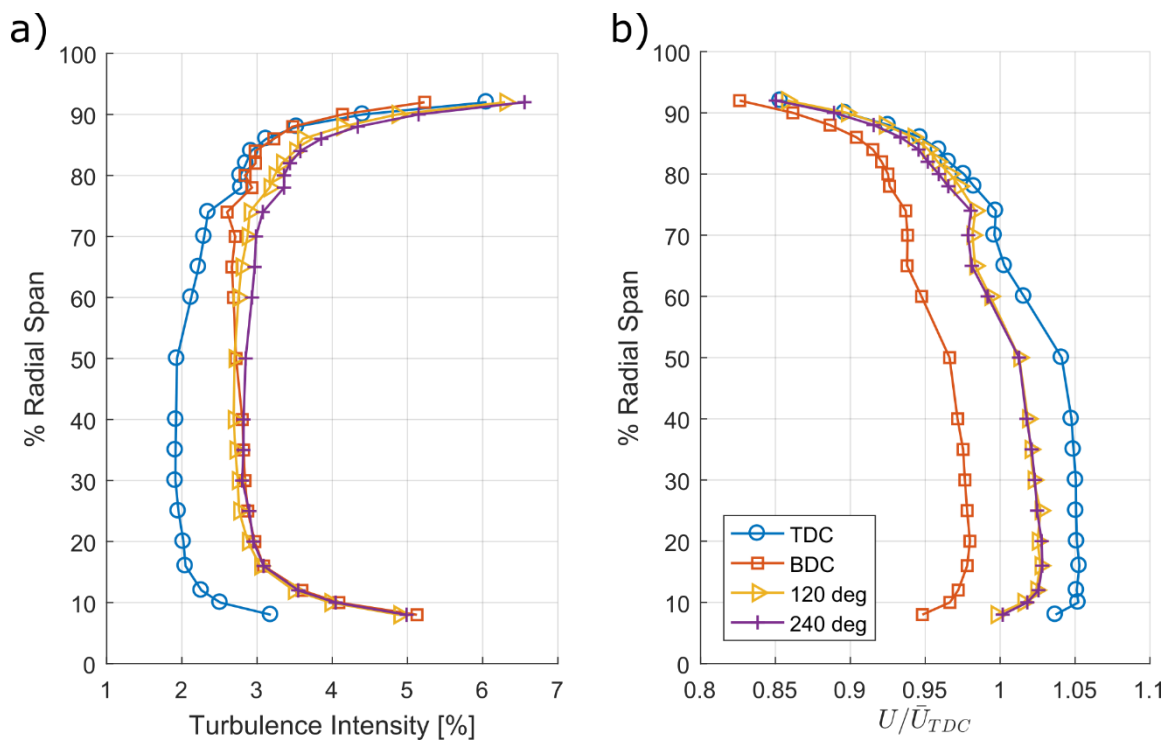 a)
100
90
80
70
60
50
40
30
20
10
0
% Radial Span
1 2 3 4 5 6 7
Turbulence Intensity [%]
b)
100
90
80
70
60
50
40
30
20
10
0
% Radial Span
TDC
BDC
120 deg
240 deg
0.8 0.85 0.9 0.95 1 1.05 1.1
U/Ū_TDC